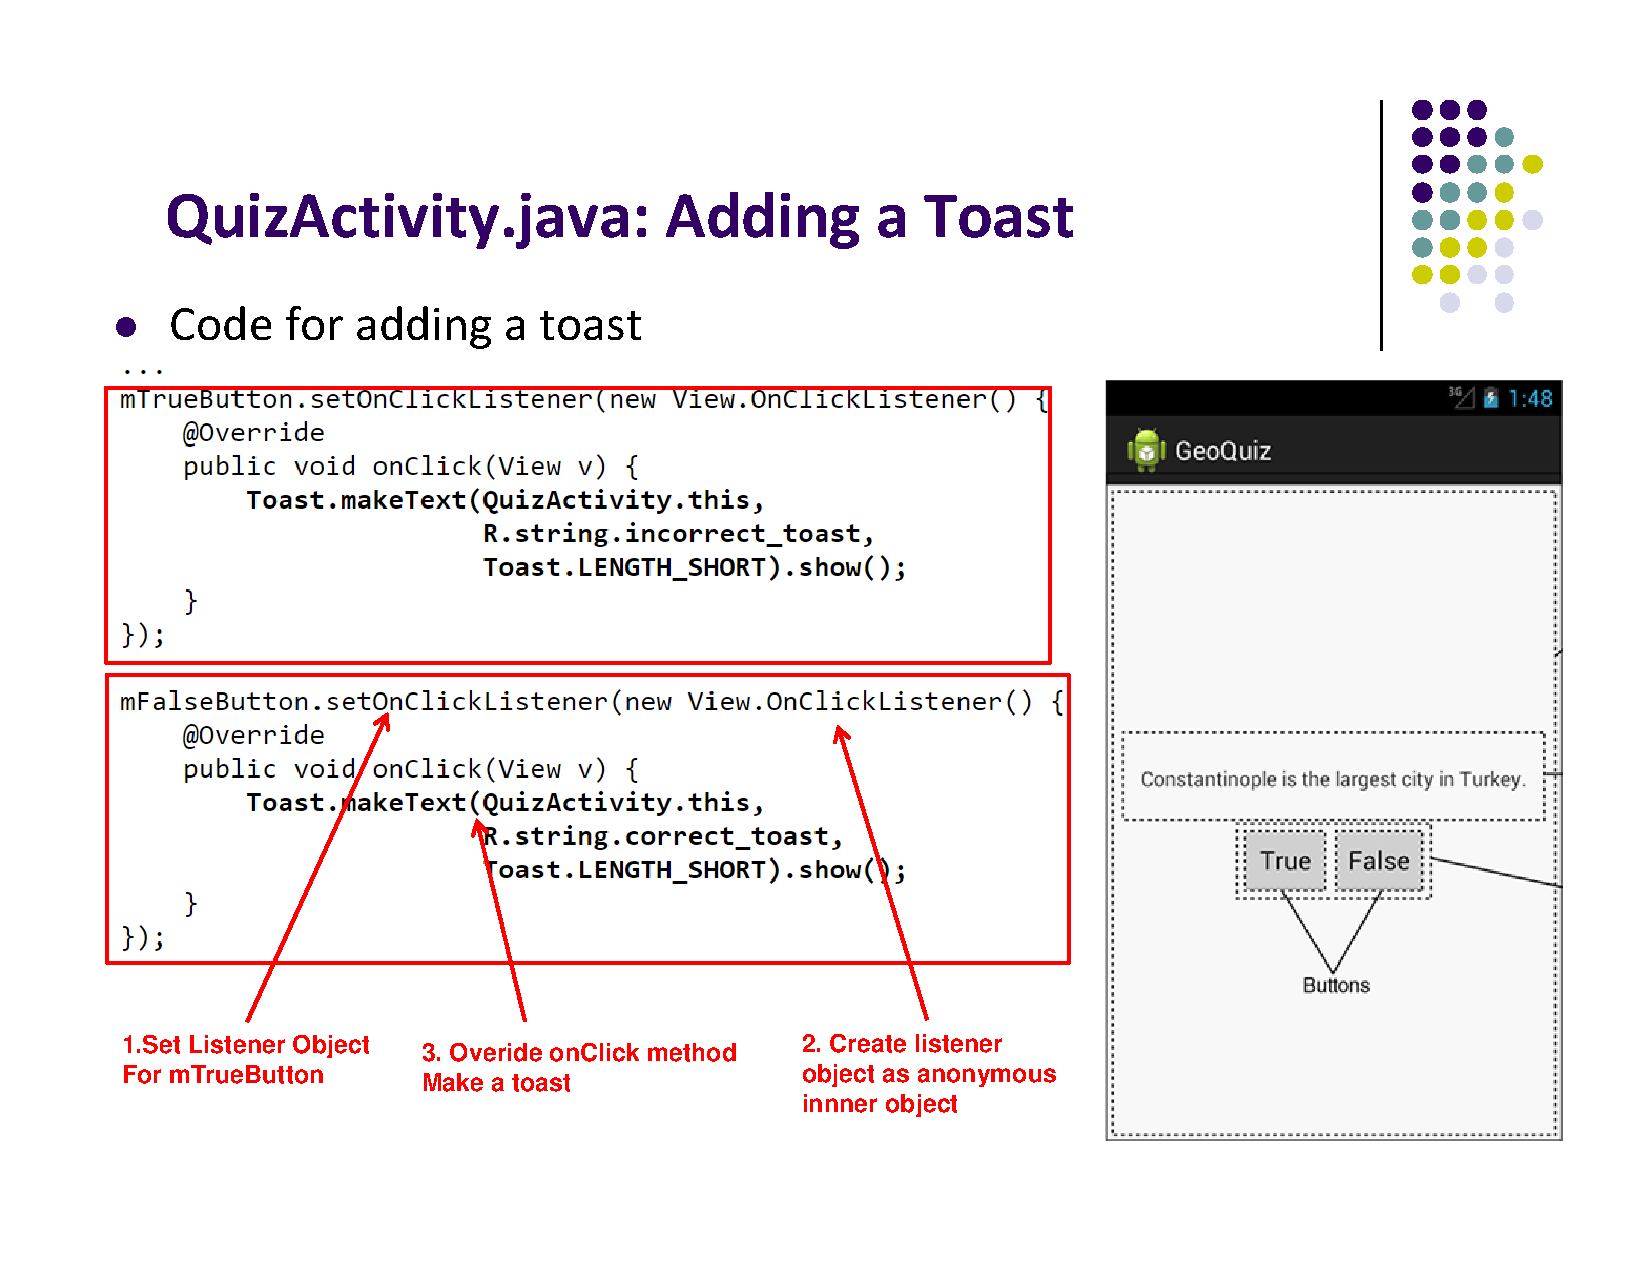 QuizActivity.java: Adding a Toast
● Code for adding a toast
...
mTrueButton.setOnClickListener(new View.OnClickListener() {
    @Override
    public void onClick(View v) {
        Toast.makeText(QuizActivity.this,
                       R.string.incorrect_toast,
                       Toast.LENGTH_SHORT).show();
    }
});
mFalseButton.setOnClickListener(new View.OnClickListener() {
    @Override
    public void onClick(View v) {
        Toast.makeText(QuizActivity.this,
                       R.string.correct_toast,
                       Toast.LENGTH_SHORT).show();
    }
});
1.Set Listener Object
For mTrueButton
3. Overide onClick method
Make a toast
2. Create listener
object as anonymous
innner object
3G 1:48
GeoQuiz
Constantinople is the largest city in Turkey.
True False
Buttons